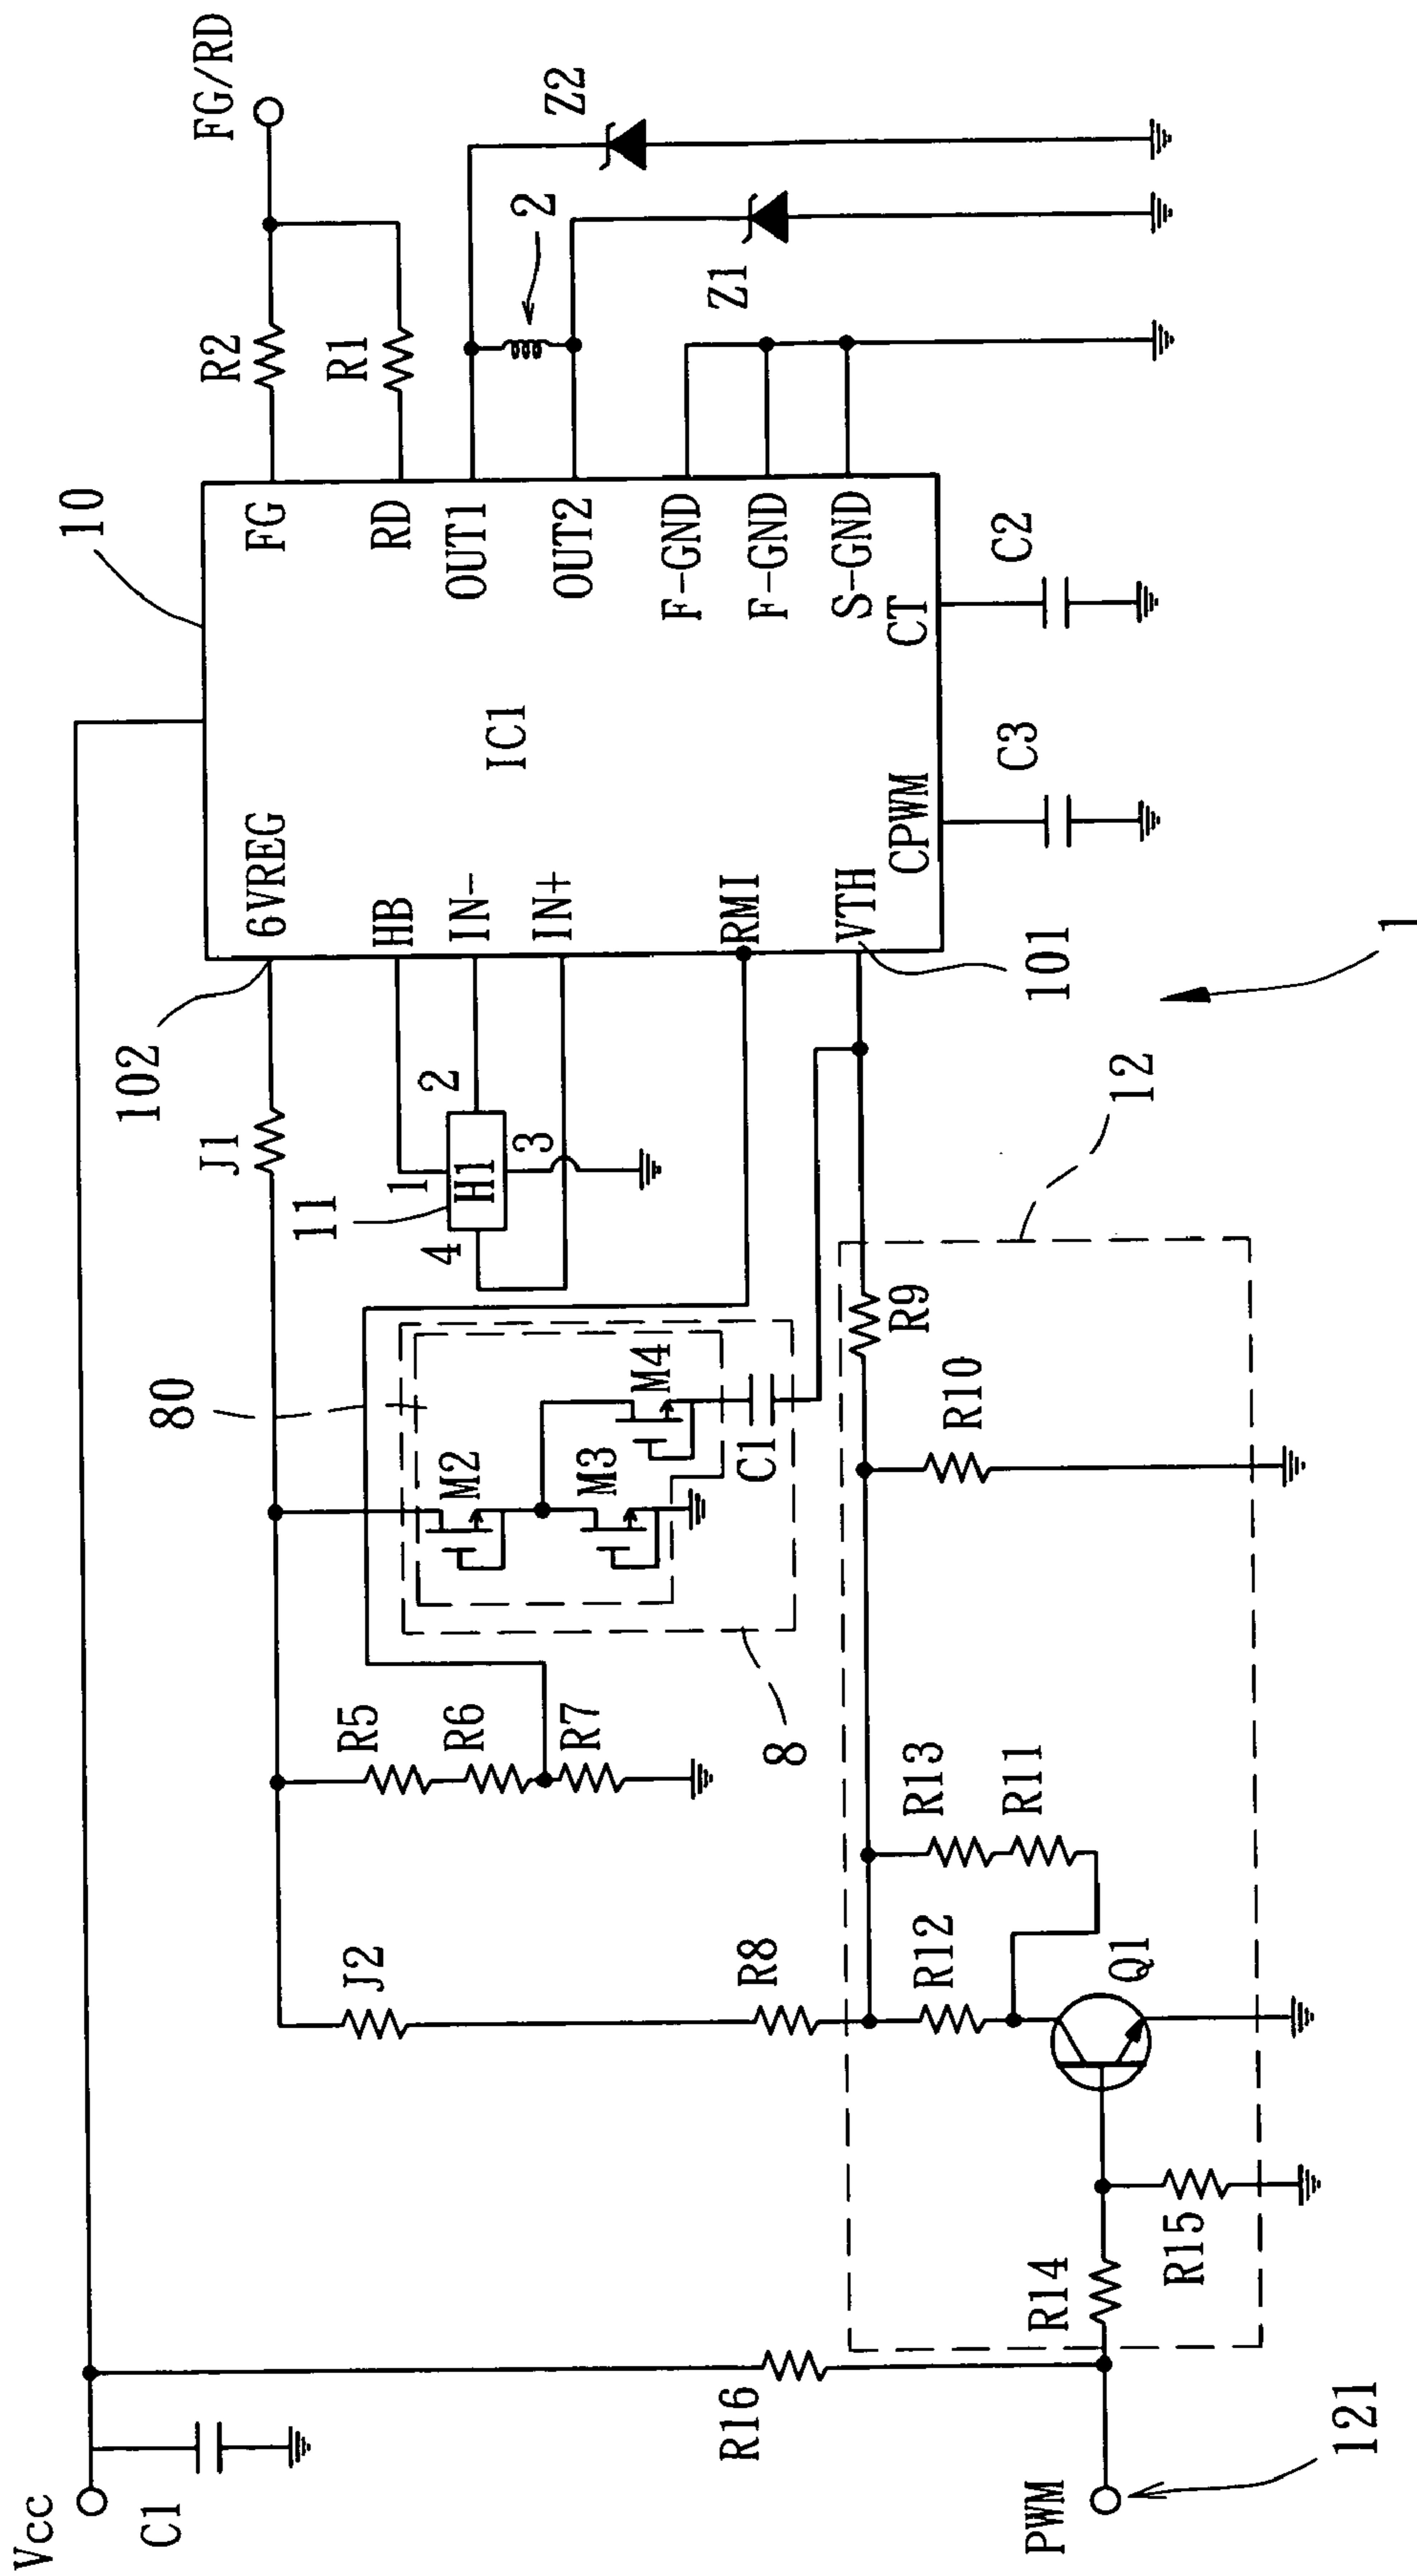 Vcc
C1
R16
PWM
121
R14
R15
Q1
R12
R13
R11
R10
R9
12
J2
R8
R5
R6
R7
8
80
M2
M3
M4
C1
J1
102
11
H1
1
2
3
4
10
IC1
6VREG
HB
IN-
IN+
RMI
VTH
101
CPWM
CT
FG
RD
OUT1
OUT2
F-GND
F-GND
S-GND
C3
C2
R2
R1
FG/RD
2
Z1
Z2
1